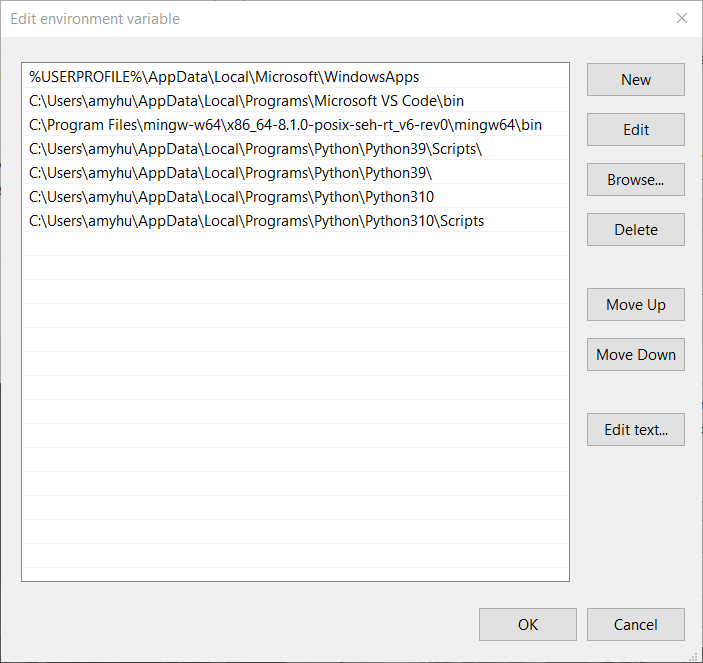 Edit environment variable
%USERPROFILE%\AppData\Local\Microsoft\WindowsApps
C:\Users\amyhu\AppData\Local\Programs\Microsoft VS Code\bin
C:\Program Files\mingw-w64\x86_64-8.1.0-posix-seh-rt_v6-rev0\mingw64\bin
C:\Users\amyhu\AppData\Local\Programs\Python\Python39\Scripts\
C:\Users\amyhu\AppData\Local\Programs\Python\Python39\
C:\Users\amyhu\AppData\Local\Programs\Python\Python310
C:\Users\amyhu\AppData\Local\Programs\Python\Python310\Scripts
New
Edit
Browse...
Delete
Move Up
Move Down
Edit text...
OK
Cancel